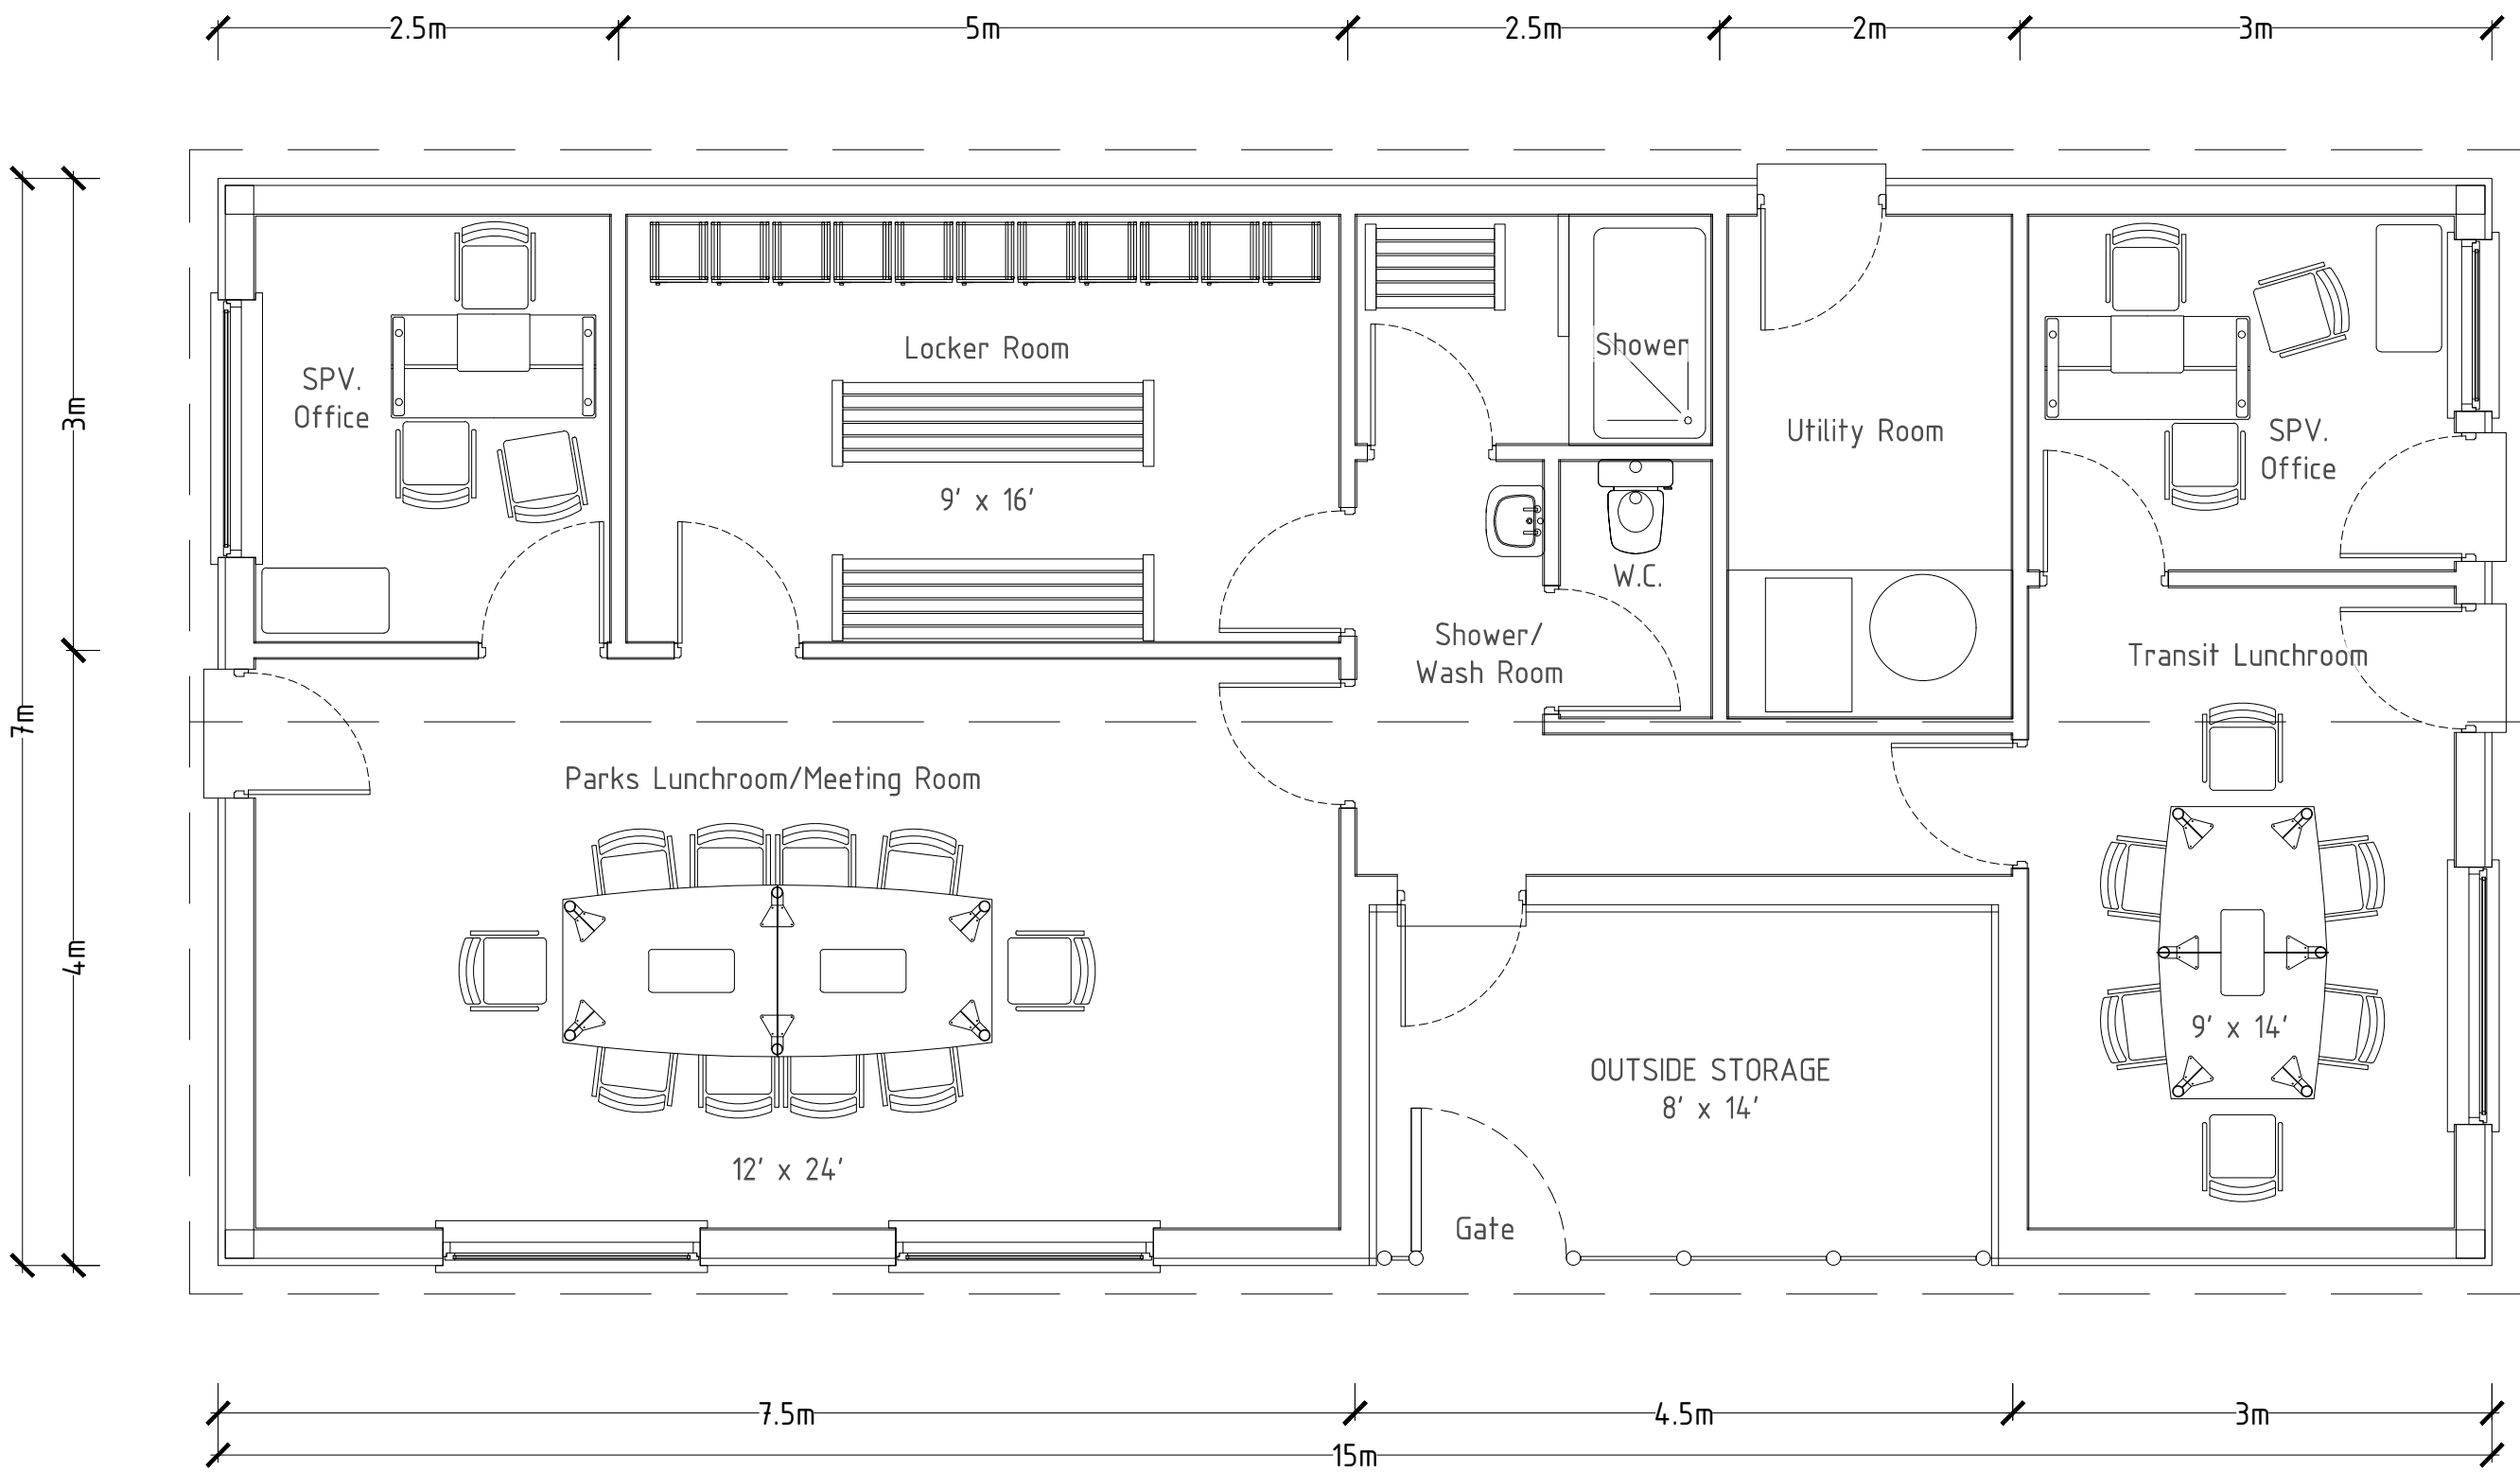 2.5m
5m
2.5m
2m
3m
3m
7m
4m
SPV.
Office
Locker Room
9' x 16'
Shower
Utility Room
SPV.
Office
W.C.
Shower/
Wash Room
Transit Lunchroom
Parks Lunchroom/Meeting Room
12' x 24'
9' x 14'
OUTSIDE STORAGE
8' x 14'
Gate
7.5m
4.5m
3m
15m